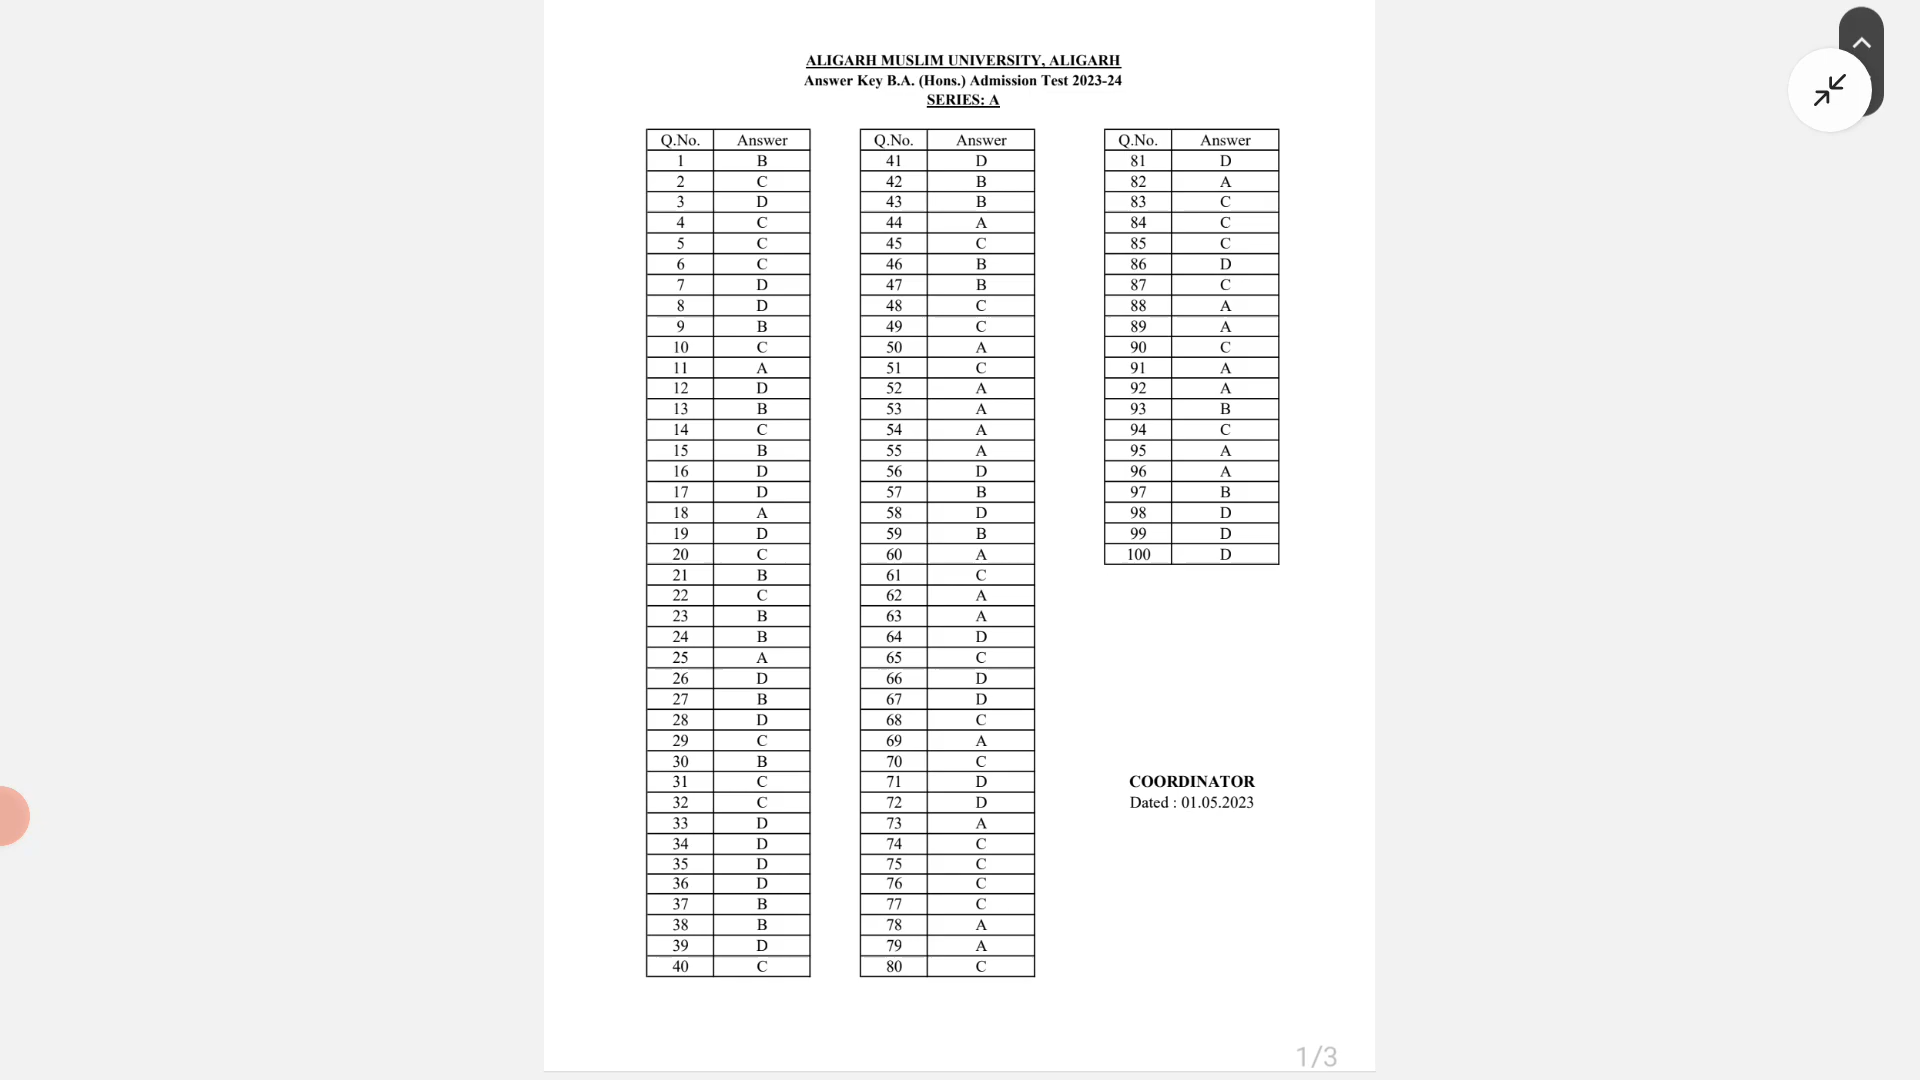 ALIGARH MUSLIM UNIVERSITY, ALIGARH
Answer Key B.A. (Hons.) Admission Test 2023-24
SERIES: A
Q.No. Answer
1 B
2 C
3 D
4 C
5 C
6 C
7 D
8 D
9 B
10 C
11 A
12 D
13 B
14 C
15 B
16 D
17 D
18 A
19 D
20 C
21 B
22 C
23 B
24 B
25 A
26 D
27 B
28 D
29 C
30 B
31 C
32 C
33 D
34 D
35 D
36 D
37 B
38 B
39 D
40 C
Q.No. Answer
41 D
42 B
43 B
44 A
45 C
46 B
47 B
48 C
49 C
50 A
51 C
52 A
53 A
54 A
55 A
56 D
57 B
58 D
59 B
60 A
61 C
62 A
63 A
64 D
65 C
66 D
67 D
68 C
69 A
70 C
71 D
72 D
73 A
74 C
75 C
76 C
77 C
78 A
79 A
80 C
Q.No. Answer
81 D
82 A
83 C
84 C
85 C
86 D
87 C
88 A
89 A
90 C
91 A
92 A
93 B
94 C
95 A
96 A
97 B
98 D
99 D
100 D
COORDINATOR
Dated : 01.05.2023
1/3